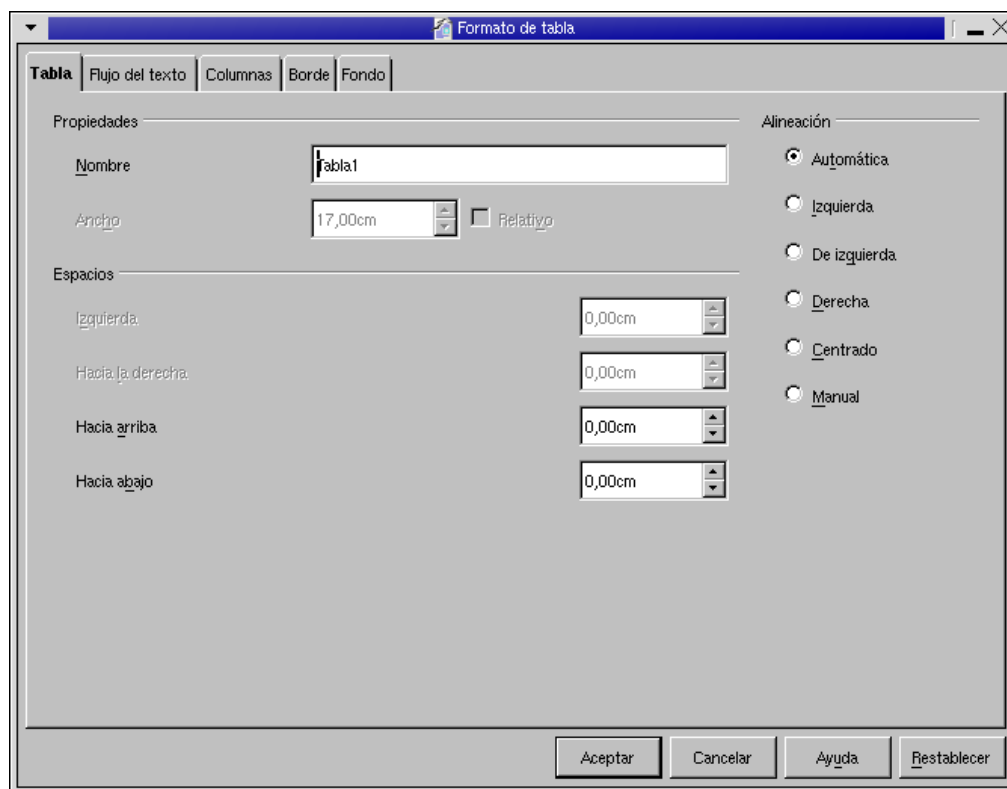 Formato de tabla
Tabla Flujo del texto Columnas Borde Fondo
Propiedades
Nombre Tabla1
Ancho 17,00cm Relativo
Espacios
Izquierda 0,00cm
Hacia la derecha 0,00cm
Hacia arriba 0,00cm
Hacia abajo 0,00cm
Alineación
Automática
Izquierda
De izquierda
Derecha
Centrado
Manual
Aceptar Cancelar Ayuda Restablecer